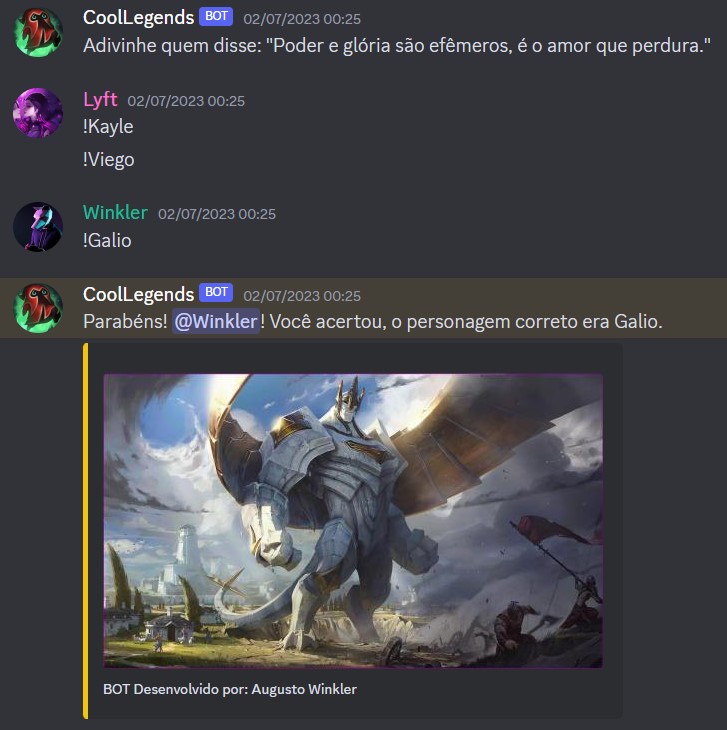 CoolLegends BOT 02/07/2023 00:25
Adivinhe quem disse: "Poder e glória são efêmeros, é o amor que perdura."
Lyft 02/07/2023 00:25
!Kayle
!Viego
Winkler 02/07/2023 00:25
!Galio
CoolLegends BOT 02/07/2023 00:25
Parabéns! @Winkler! Você acertou, o personagem correto era Galio.
BOT Desenvolvido por: Augusto Winkler